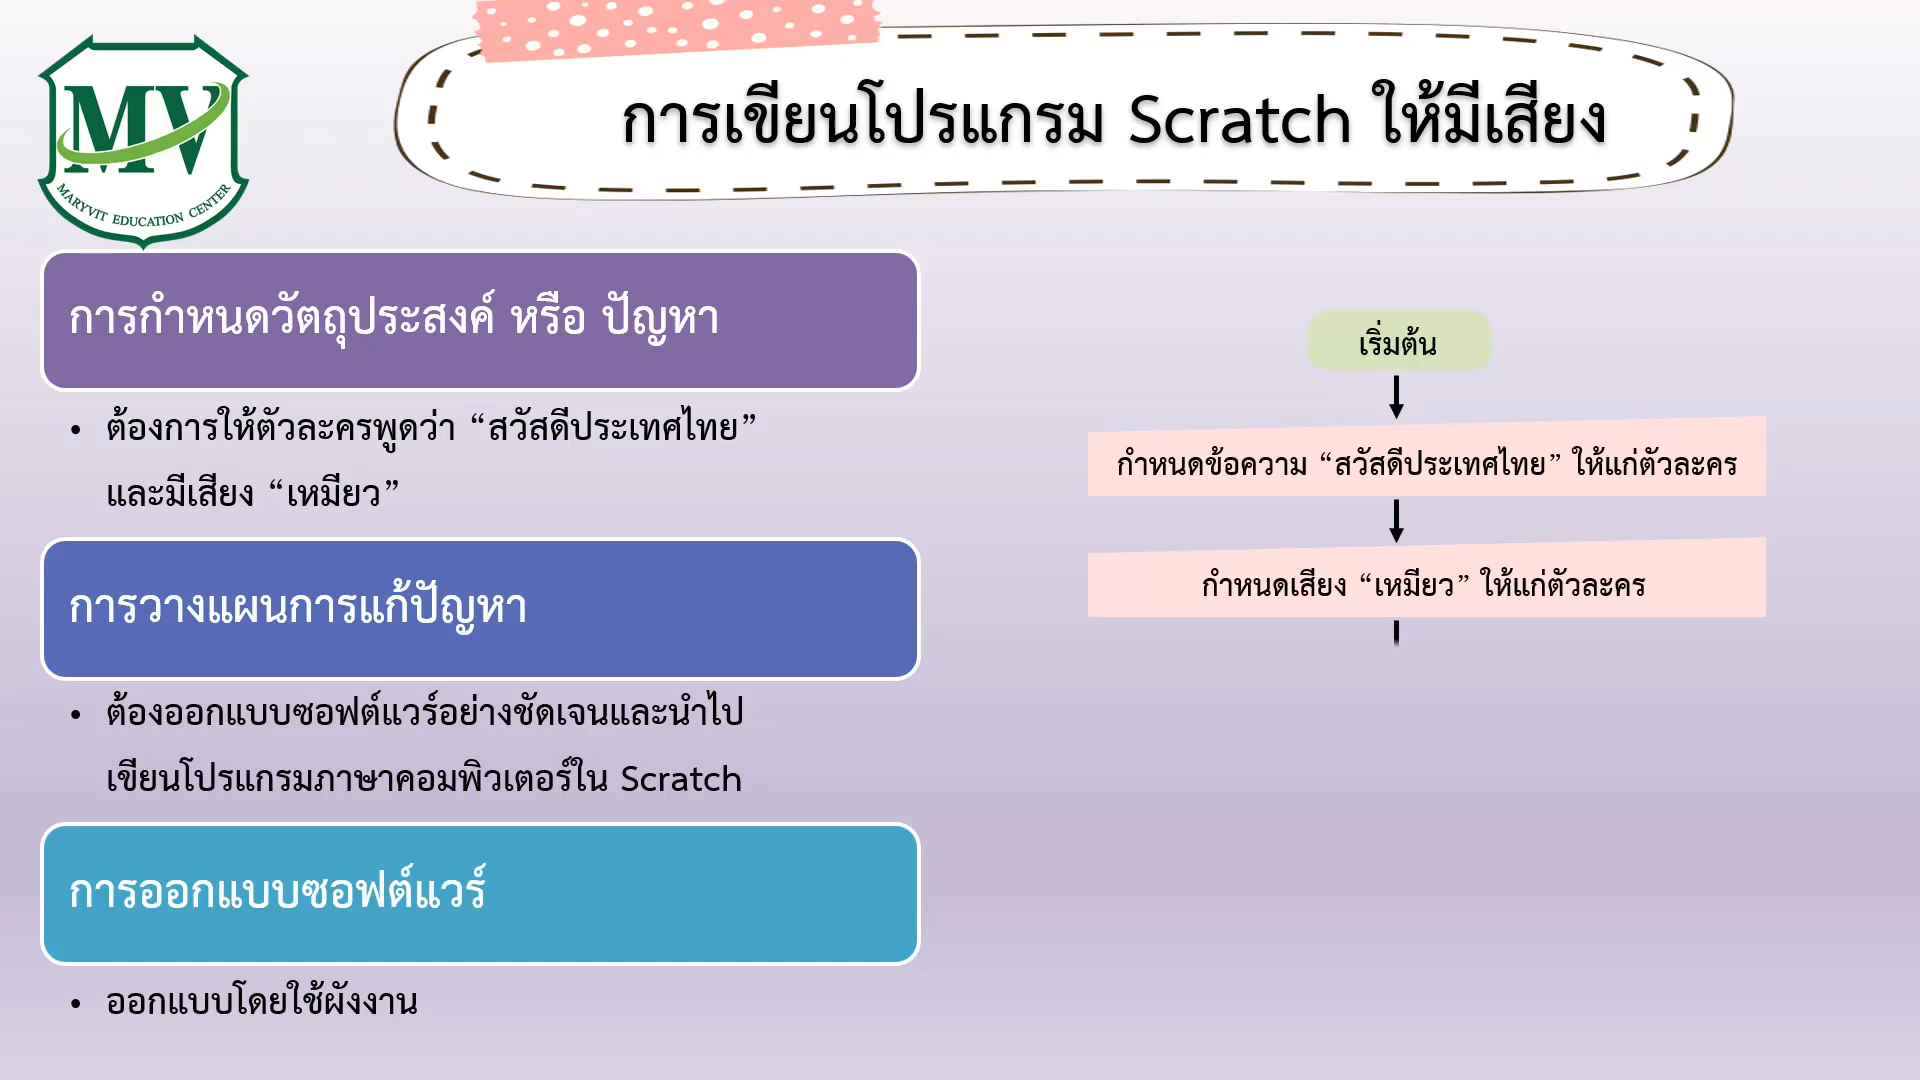 MV
MARYVIT EDUCATION CENTER
การเขียนโปรแกรม Scratch ให้มีเสียง
การกำหนดวัตถุประสงค์ หรือ ปัญหา
• ต้องการให้ตัวละครพูดว่า “สวัสดีประเทศไทย”
และมีเสียง “เหมียว”
การวางแผนการแก้ปัญหา
• ต้องออกแบบซอฟต์แวร์อย่างชัดเจนและนำไป
เขียนโปรแกรมภาษาคอมพิวเตอร์ใน Scratch
การออกแบบซอฟต์แวร์
• ออกแบบโดยใช้ผังงาน
เริ่มต้น
กำหนดข้อความ “สวัสดีประเทศไทย” ให้แก่ตัวละคร
กำหนดเสียง “เหมียว” ให้แก่ตัวละคร